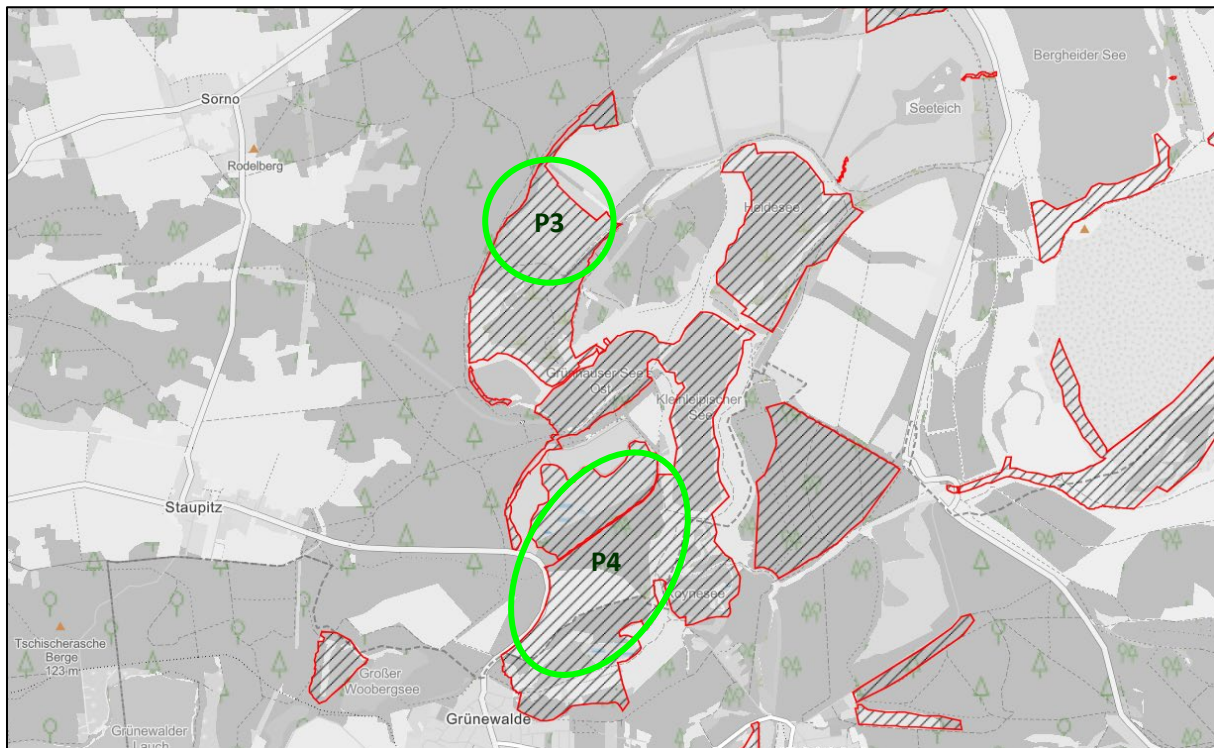 Bergheider See
Sorno
Seeteich
Rodelberg
P3
Heidesee
Grünhauser See
Ost
Kleinleipischer
See
Staupitz
P4
Koynesee
Tschischerasche
Berge
123 m
Großer
Woobergsee
Grünewalde
Grünewalder
Lauch